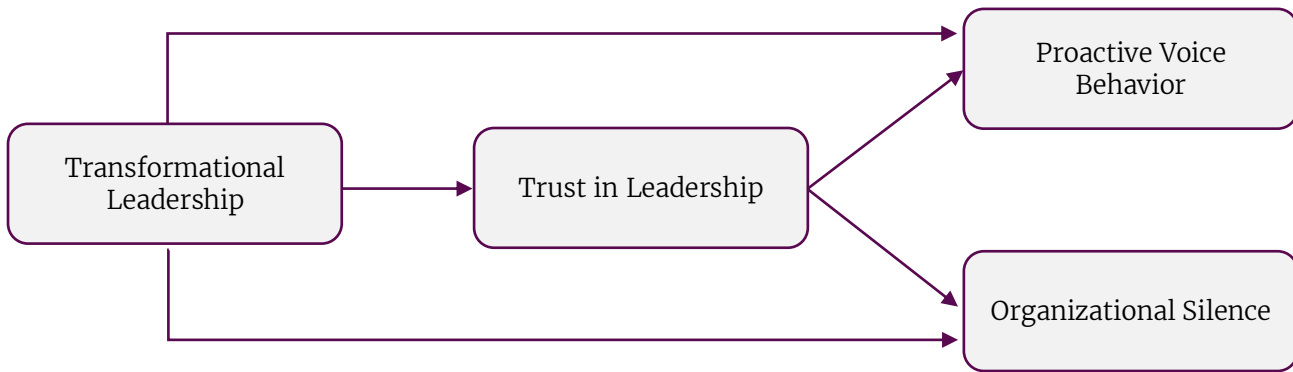 Proactive Voice
Behavior
Transformational
Leadership
Trust in Leadership
Organizational Silence